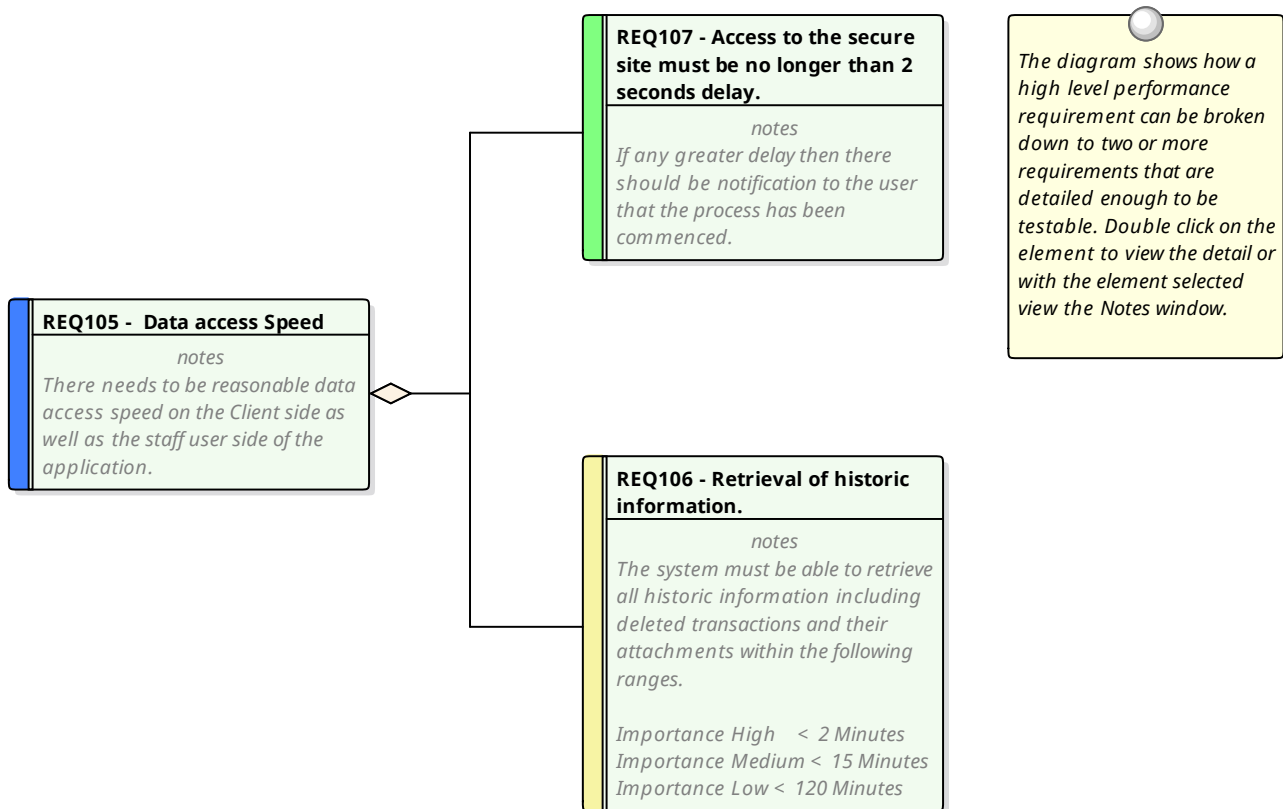 REQ107 - Access to the secure
site must be no longer than 2
seconds delay.
notes
If any greater delay then there
should be notification to the user
that the process has been
commenced.
The diagram shows how a
high level performance
requirement can be broken
down to two or more
requirements that are
detailed enough to be
testable. Double click on the
element to view the detail or
with the element selected
view the Notes window.
REQ105 -  Data access Speed
notes
There needs to be reasonable data
access speed on the Client side as
well as the staff user side of the
application.
REQ106 - Retrieval of historic
information.
notes
The system must be able to retrieve
all historic information including
deleted transactions and their
attachments within the following
ranges.
Importance High    <  2 Minutes
Importance Medium <  15 Minutes
Importance Low <  120 Minutes